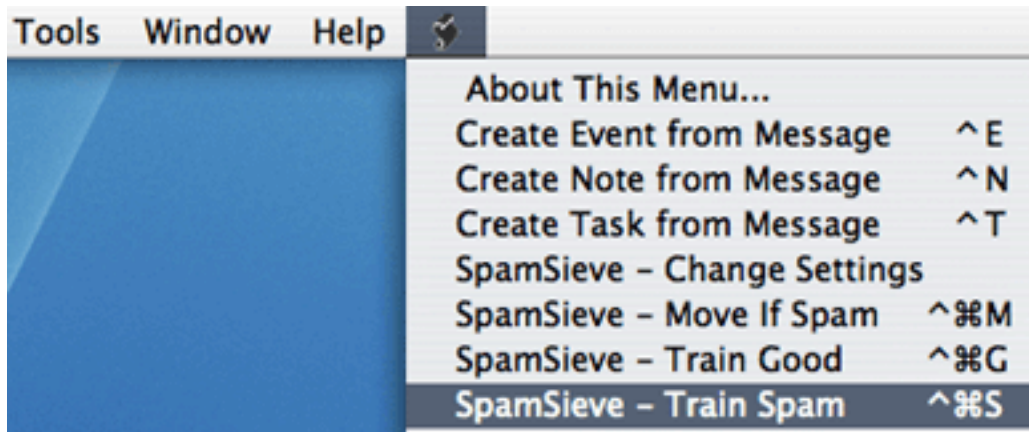 Tools Window Help
About This Menu...
Create Event from Message ^E
Create Note from Message ^N
Create Task from Message ^T
SpamSieve – Change Settings
SpamSieve – Move If Spam ^⌘M
SpamSieve – Train Good ^⌘G
SpamSieve – Train Spam ^⌘S